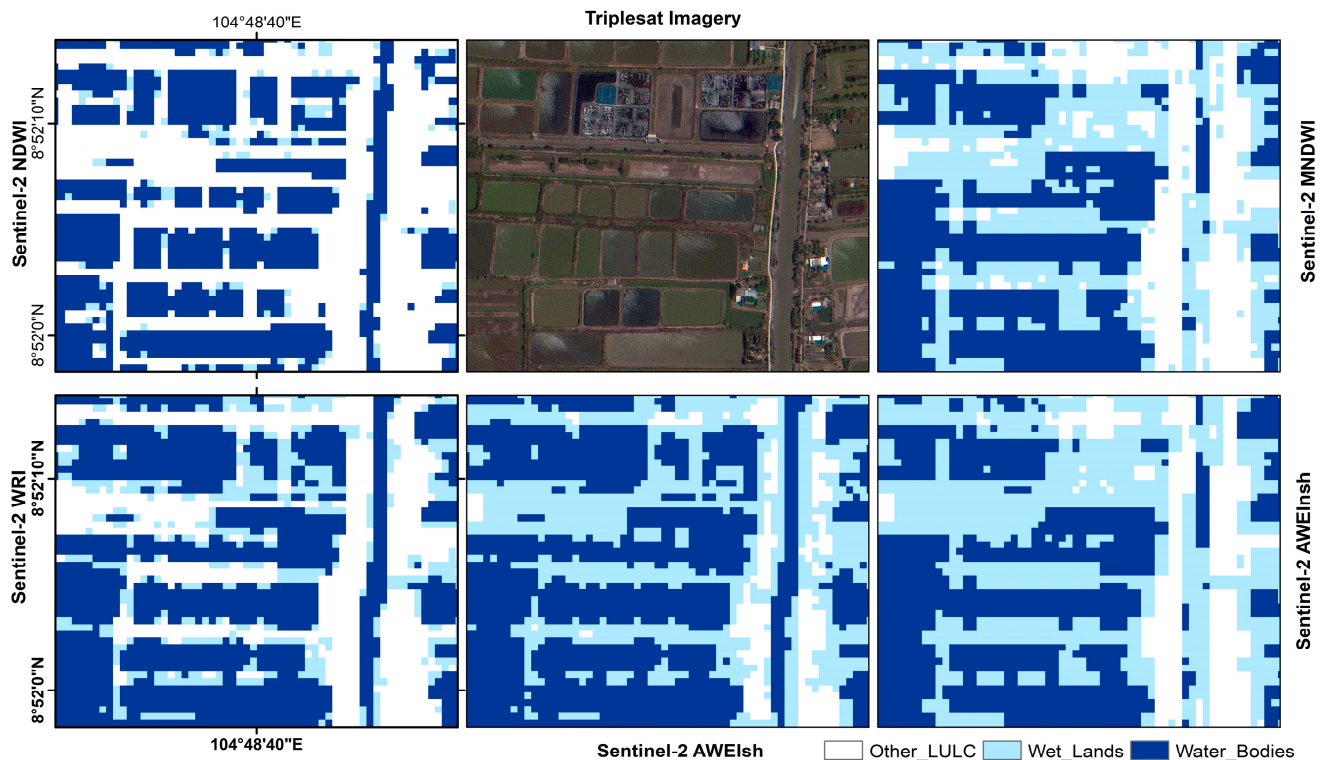 104°48'40"E
Triplesat Imagery
Sentinel-2 NDWI
8°52'10"N
8°52'0"N
Sentinel-2 MNDWI
Sentinel-2 WRI
8°52'10"N
8°52'0"N
Sentinel-2 AWEInsh
104°48'40"E
Sentinel-2 AWEIsh
Other_LULC
Wet_Lands
Water_Bodies